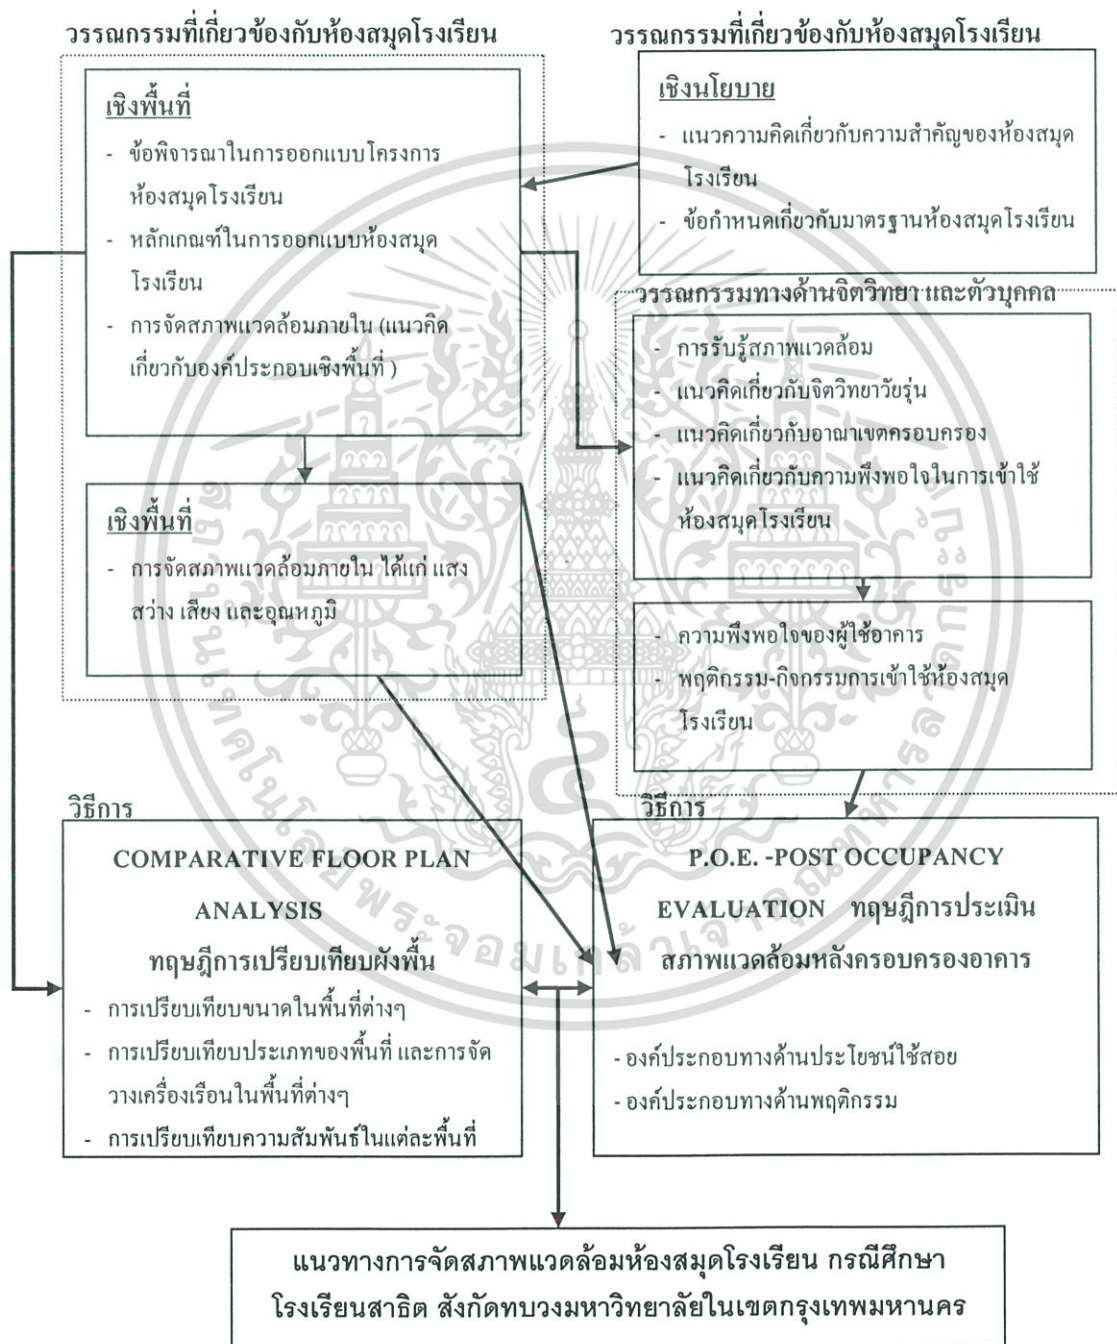 วรรณกรรมที่เกี่ยวข้องกับห้องสมุดโรงเรียน
เชิงพื้นที่
- ข้อพิจารณาในการออกแบบโครงการ
ห้องสมุดโรงเรียน
- หลักเกณฑ์ในการออกแบบห้องสมุด
โรงเรียน
- การจัดสภาพแวดล้อมภายใน (แนวคิด
เกี่ยวกับองค์ประกอบเชิงพื้นที่ )
เชิงพื้นที่
- การจัดสภาพแวดล้อมภายใน ได้แก่ แสง
สว่าง เสียง และอุณหภูมิ
วรรณกรรมที่เกี่ยวข้องกับห้องสมุดโรงเรียน
เชิงนโยบาย
- แนวความคิดเกี่ยวกับความสำคัญของห้องสมุด
โรงเรียน
- ข้อกำหนดเกี่ยวกับมาตรฐานห้องสมุดโรงเรียน
วรรณกรรมทางด้านจิตวิทยา และตัวบุคคล
- การรับรู้สภาพแวดล้อม
- แนวคิดเกี่ยวกับจิตวิทยาวัยรุ่น
- แนวคิดเกี่ยวกับอาณาเขตครอบครอง
- แนวคิดเกี่ยวกับความพึงพอใจในการเข้าใช้
ห้องสมุดโรงเรียน
- ความพึงพอใจของผู้ใช้อาคาร
- พฤติกรรม-กิจกรรมการเข้าใช้ห้องสมุด
โรงเรียน
วิธีการ
COMPARATIVE FLOOR PLAN
ANALYSIS
ทฤษฎีการเปรียบเทียบผังพื้น
- การเปรียบเทียบขนาดในพื้นที่ต่างๆ
- การเปรียบเทียบประเภทของพื้นที่ และการจัด
วางเครื่องเรือนในพื้นที่ต่างๆ
- การเปรียบเทียบความสัมพันธ์ในแต่ละพื้นที่
วิธีการ
P.O.E. -POST OCCUPANCY
EVALUATION ทฤษฎีการประเมิน
สภาพแวดล้อมหลังครอบครองอาคาร
- องค์ประกอบทางด้านประโยชน์ใช้สอย
- องค์ประกอบทางด้านพฤติกรรม
แนวทางการจัดสภาพแวดล้อมห้องสมุดโรงเรียน กรณีศึกษา
โรงเรียนสาธิต สังกัดทบวงมหาวิทยาลัยในเขตกรุงเทพมหานคร
สถาบันเทคโนโลยีพระจอมเกล้าเจ้าคุณทหารลาดกระบัง